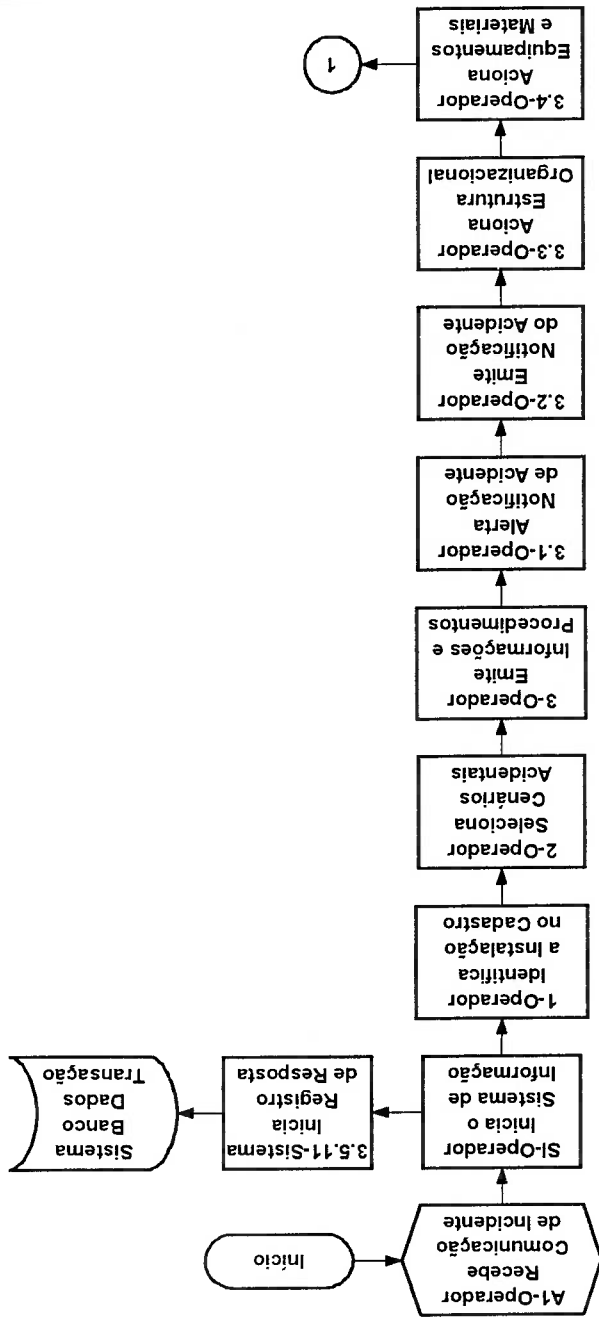 Início
A1-Operador
Recebe
Comunicação
de Incidente
SI-Operador
Inicia o
Sistema de
Informação
3.5.11-Sistema
Inicia
Registro
de Resposta
Sistema
Banco
Dados
Transação
1-Operador
Identifica
a Instalação
no Cadastro
2-Operador
Seleciona
Cenários
Acidentais
3-Operador
Emite
Informações e
Procedimentos
3.1-Operador
Alerta
Notificação
de Acidente
3.2-Operador
Emite
Notificação
do Acidente
3.3-Operador
Aciona
Estrutura
Organizacional
3.4-Operador
Aciona
Equipamentos
e Materiais
1